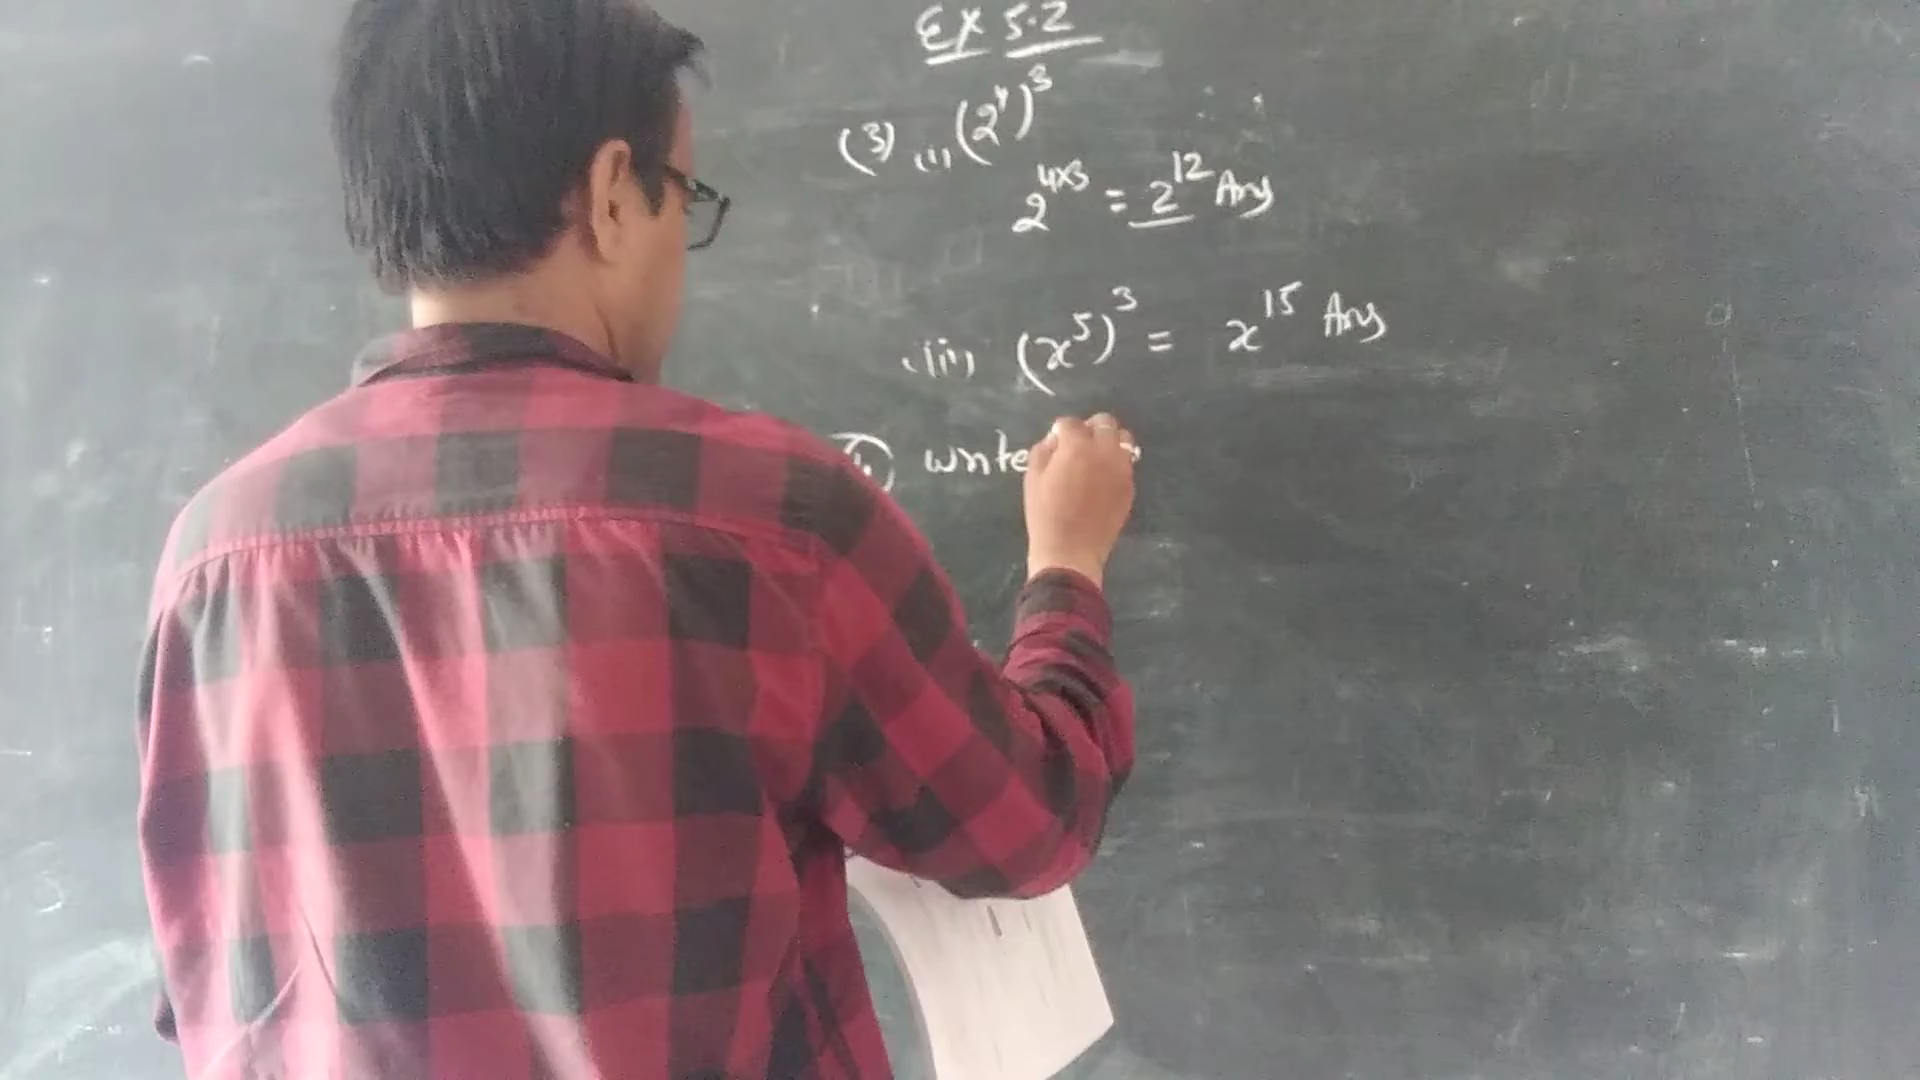 Ex 5.2
(3) (i) (2⁴)³
2⁴ˣ³ = 2¹² Ans
(ii) (x⁵)³ = x¹⁵ Ans
write